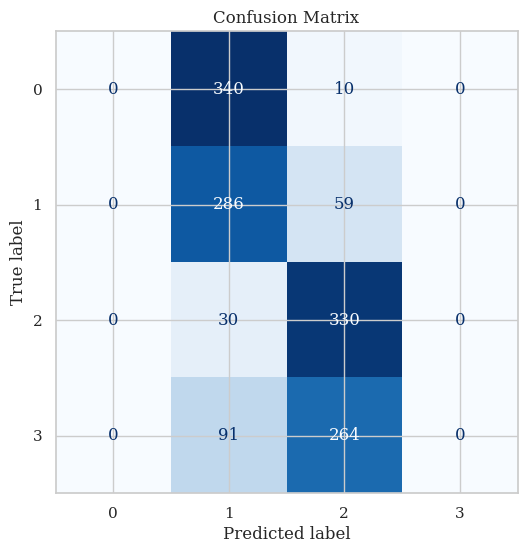 Confusion Matrix
True label
0 0 340 10 0
1 0 286 59 0
2 0 30 330 0
3 0 91 264 0
0 1 2 3
Predicted label